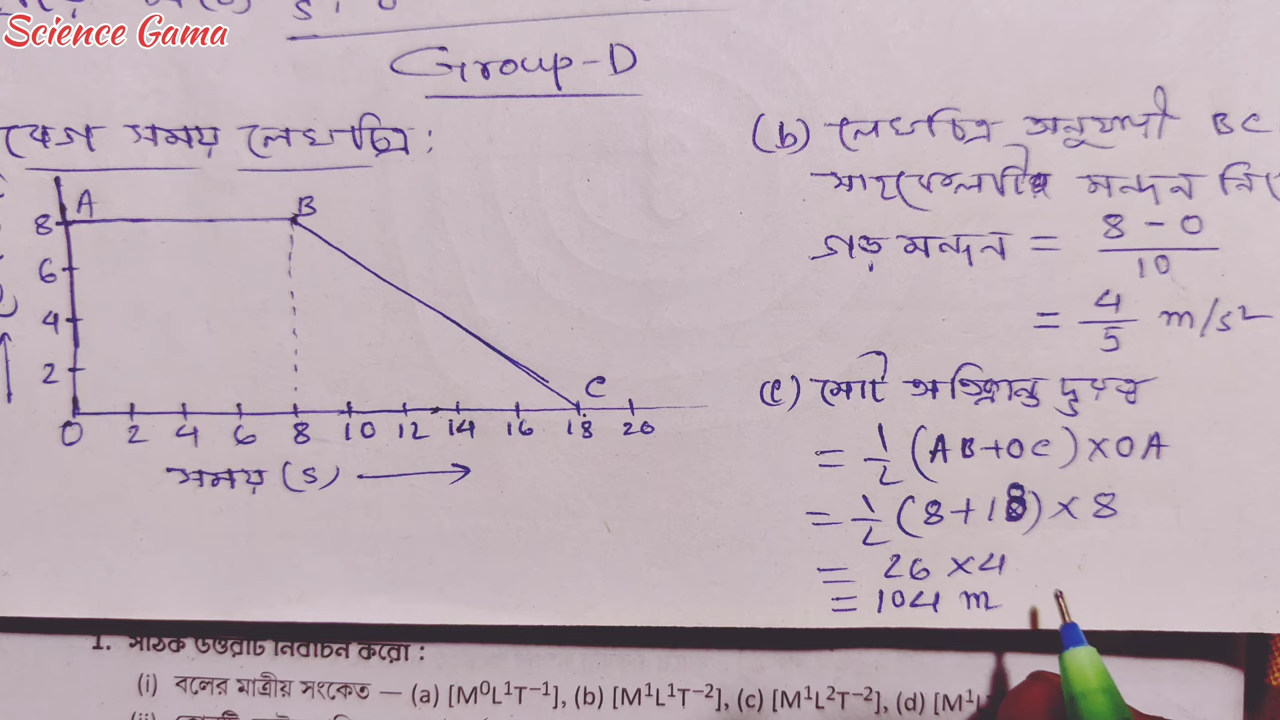 Science Gama
Group-D
বেগ সময় লেখচিত্র :
A
B
8
6
4
2
C
0 2 4 6 8 10 12 14 16 18 20
সময় (s) →
(b) লেখচিত্র অনুযায়ী BC
মন্দন
গড় মন্দন = 8 - 0 / 10
= 4/5 m/s²
(c) মোট অতিক্রান্ত দুরত্ব
= 1/2 (AB+OC) × OA
= 1/2 (8+18) × 8
= 26 × 4
= 104 m
1. সঠিক উত্তরটি নির্বাচন করো :
(i) বলের মাত্রীয় সংকেত — (a) [M⁰L¹T⁻¹], (b) [M¹L¹T⁻²], (c) [M¹L²T⁻²], (d) [M¹L
(ii)